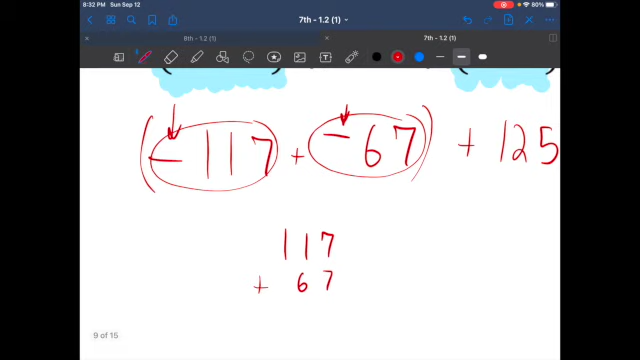 8:32 PM Sun Sep 12
7th - 1.2 (1)
80%
8th - 1.2 (1)
7th - 1.2 (1)
(-117 + -67) + 125
117
+ 67
9 of 15